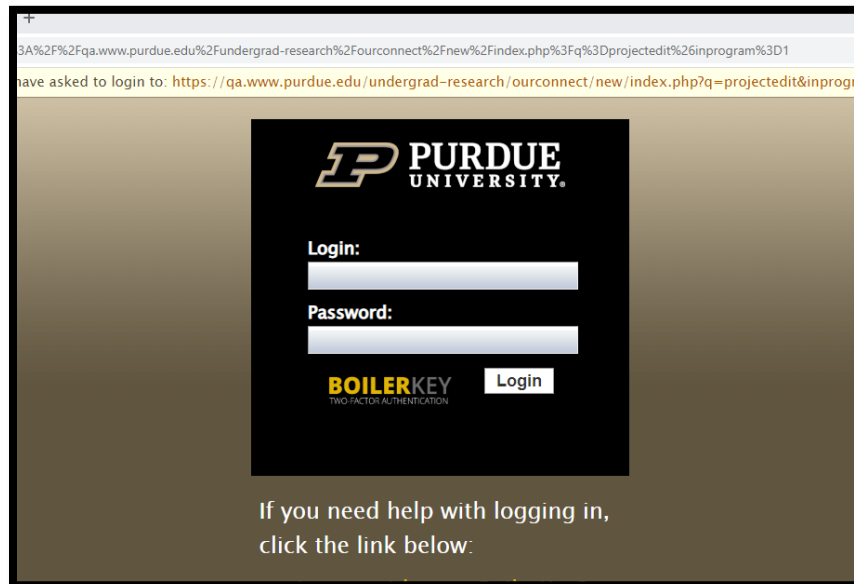 +
3A%2F%2Fqa.www.purdue.edu%2Fundergrad-research%2Fourconnect%2Fnew%2Findex.php%3Fq%3Dprojectedit%26inprogram%3D1
have asked to login to: https://qa.www.purdue.edu/undergrad-research/ourconnect/new/index.php?q=projectedit&inprogr
PURDUE
UNIVERSITY®
Login:
Password:
BOILERKEY
TWO-FACTOR AUTHENTICATION
Login
If you need help with logging in,
click the link below: